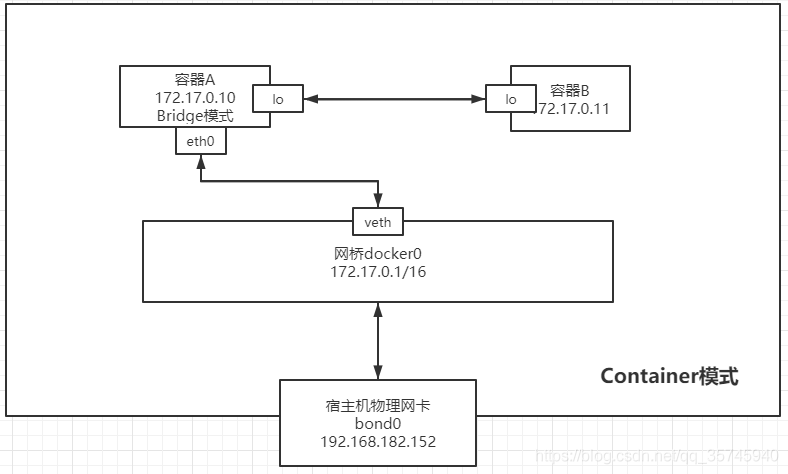 容器A
172.17.0.10
Bridge模式
lo
eth0
lo
容器B
172.17.0.11
veth
网桥docker0
172.17.0.1/16
Container模式
宿主机物理网卡
bond0
192.168.182.152
https://blog.csdn.net/qq_35745940